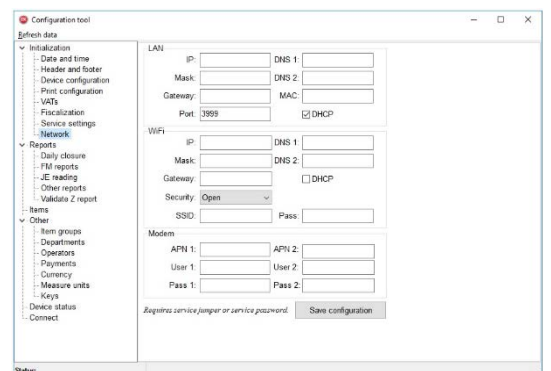 Configuration tool
Refresh data
Initialization
Date and time
Header and footer
Device configuration
Print configuration
VATs
Fiscalization
Service settings
Network
Reports
Daily closure
FM reports
JE reading
Other reports
Validate Z report
Items
Other
Item groups
Departments
Operators
Payments
Currency
Measure units
Keys
Device status
Connect
LAN
IP: DNS 1:
Mask: DNS 2:
Gateway: MAC:
Port: 3999 DHCP
WiFi
IP: DNS 1:
Mask: DNS 2:
Gateway: DHCP
Security: Open
SSID: Pass:
Modem
APN 1: APN 2:
User 1: User 2:
Pass 1: Pass 2:
Requires service jumper or service password. Save configuration
Status: